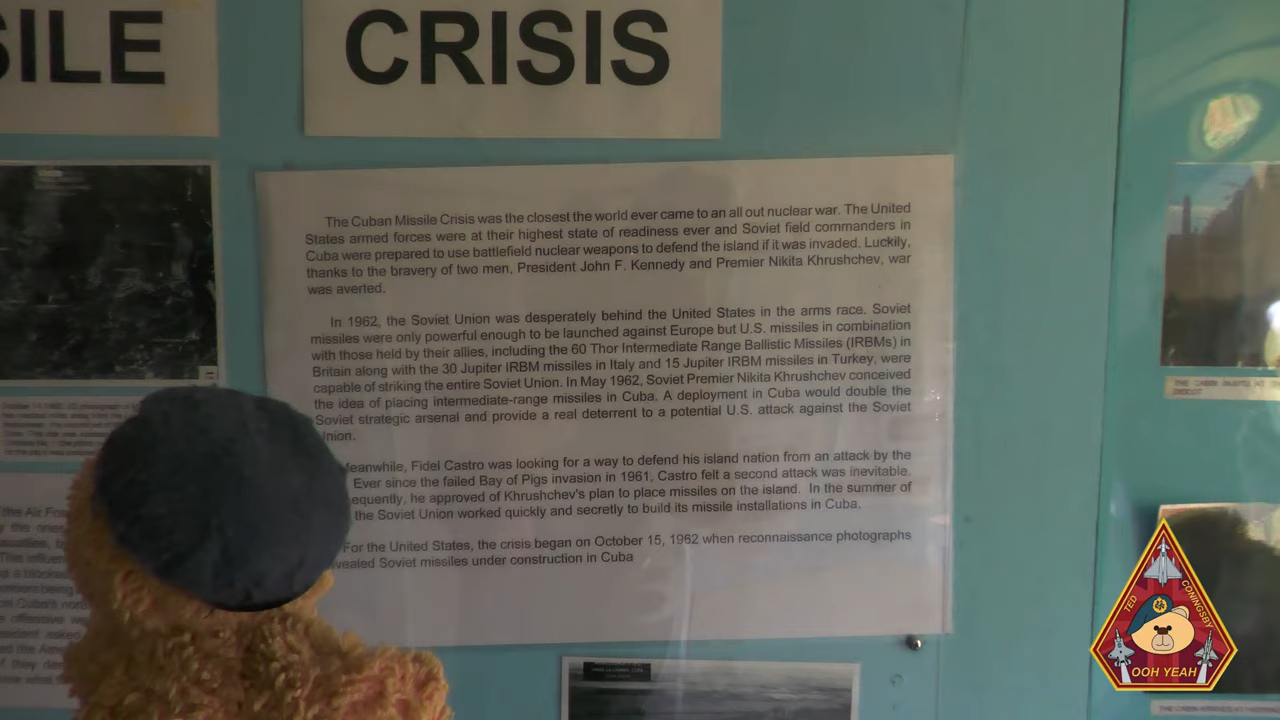 SILE
CRISIS
The Cuban Missile Crisis was the closest the world ever came to an all out nuclear war. The United
States armed forces were at their highest state of readiness ever and Soviet field commanders in
Cuba were prepared to use battlefield nuclear weapons to defend the island if it was invaded. Luckily,
thanks to the bravery of two men, President John F. Kennedy and Premier Nikita Khrushchev, war
was averted.
In 1962, the Soviet Union was desperately behind the United States in the arms race. Soviet
missiles were only powerful enough to be launched against Europe but U.S. missiles in combination
with those held by their allies, including the 60 Thor Intermediate Range Ballistic Missiles (IRBMs) in
Britain along with the 30 Jupiter IRBM missiles in Italy and 15 Jupiter IRBM missiles in Turkey, were
capable of striking the entire Soviet Union. In May 1962, Soviet Premier Nikita Khrushchev conceived
the idea of placing intermediate-range missiles in Cuba. A deployment in Cuba would double the
Soviet strategic arsenal and provide a real deterrent to a potential U.S. attack against the Soviet
Union.
eanwhile, Fidel Castro was looking for a way to defend his island nation from an attack by the
Ever since the failed Bay of Pigs invasion in 1961, Castro felt a second attack was inevitable.
equently, he approved of Khrushchev's plan to place missiles on the island. In the summer of
the Soviet Union worked quickly and secretly to build its missile installations in Cuba.
For the United States, the crisis began on October 15, 1962 when reconnaissance photographs
vealed Soviet missiles under construction in Cuba
the Air
TED CONINGSBY
OOH YEAH